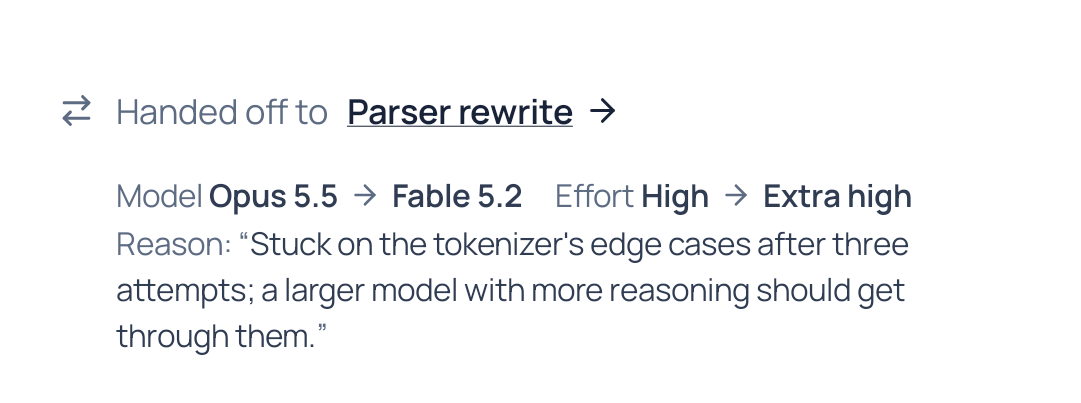 Handed off to Parser rewrite →
Model Opus 5.5 → Fable 5.2 Effort High → Extra high
Reason: “Stuck on the tokenizer's edge cases after three
attempts; a larger model with more reasoning should get
through them.”